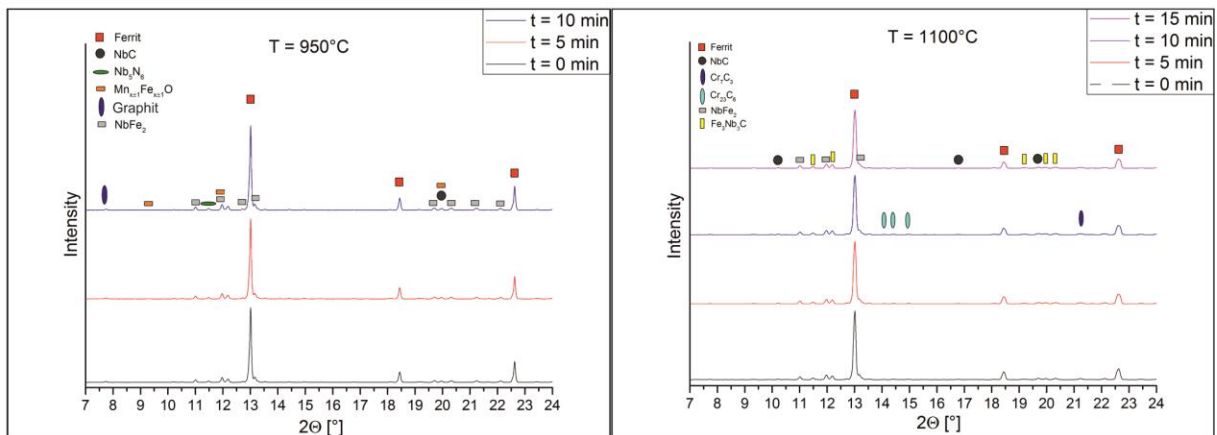 T = 950°C
t = 10 min
t = 5 min
t = 0 min
Ferrit
NbC
Nb₅N₆
Mnₓ₌₁Feₓ₌₁O
Graphit
NbFe₂
Intensity
7 8 9 10 11 12 13 14 15 16 17 18 19 20 21 22 23 24
2Θ [°]
T = 1100°C
t = 15 min
t = 10 min
t = 5 min
t = 0 min
Ferrit
NbC
Cr₇C₃
Cr₂₃C₆
NbFe₂
Fe₃Nb₃C
Intensity
7 8 9 10 11 12 13 14 15 16 17 18 19 20 21 22 23 24
2Θ [°]